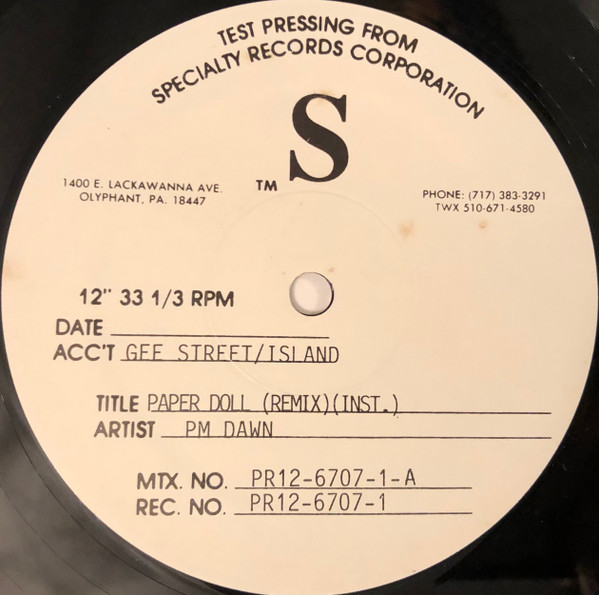 TEST PRESSING FROM
SPECIALTY RECORDS CORPORATION
S
TM
1400 E. LACKAWANNA AVE.
OLYPHANT, PA. 18447
PHONE: (717) 383-3291
TWX 510-671-4580
12" 33 1/3 RPM
DATE
ACC'T GEE STREET/ISLAND
TITLE PAPER DOLL (REMIX)(INST.)
ARTIST PM DAWN
MTX. NO. PR12-6707-1-A
REC. NO. PR12-6707-1